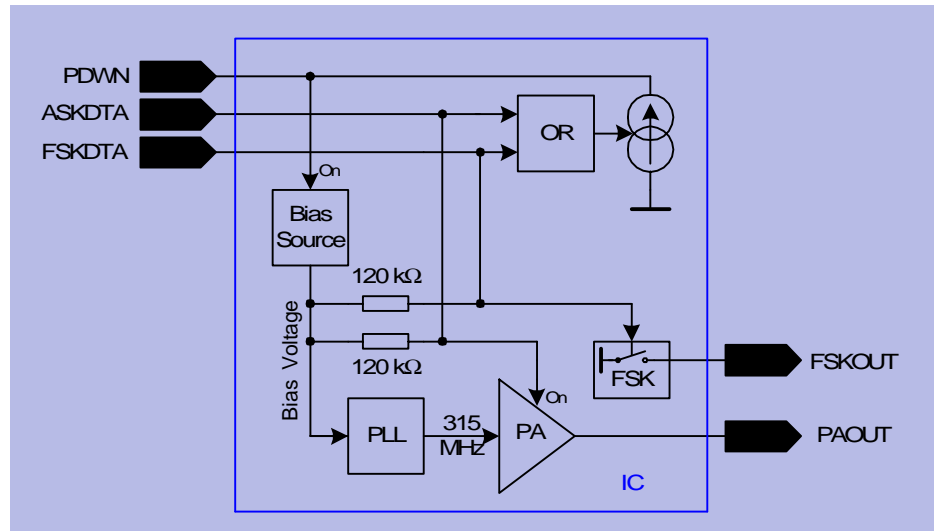 PDWN
ASKDTA
FSKDTA
OR
On
Bias
Source
120 kΩ
Bias Voltage
120 kΩ
FSK
FSKOUT
On
PLL
315
MHz
PA
PAOUT
IC